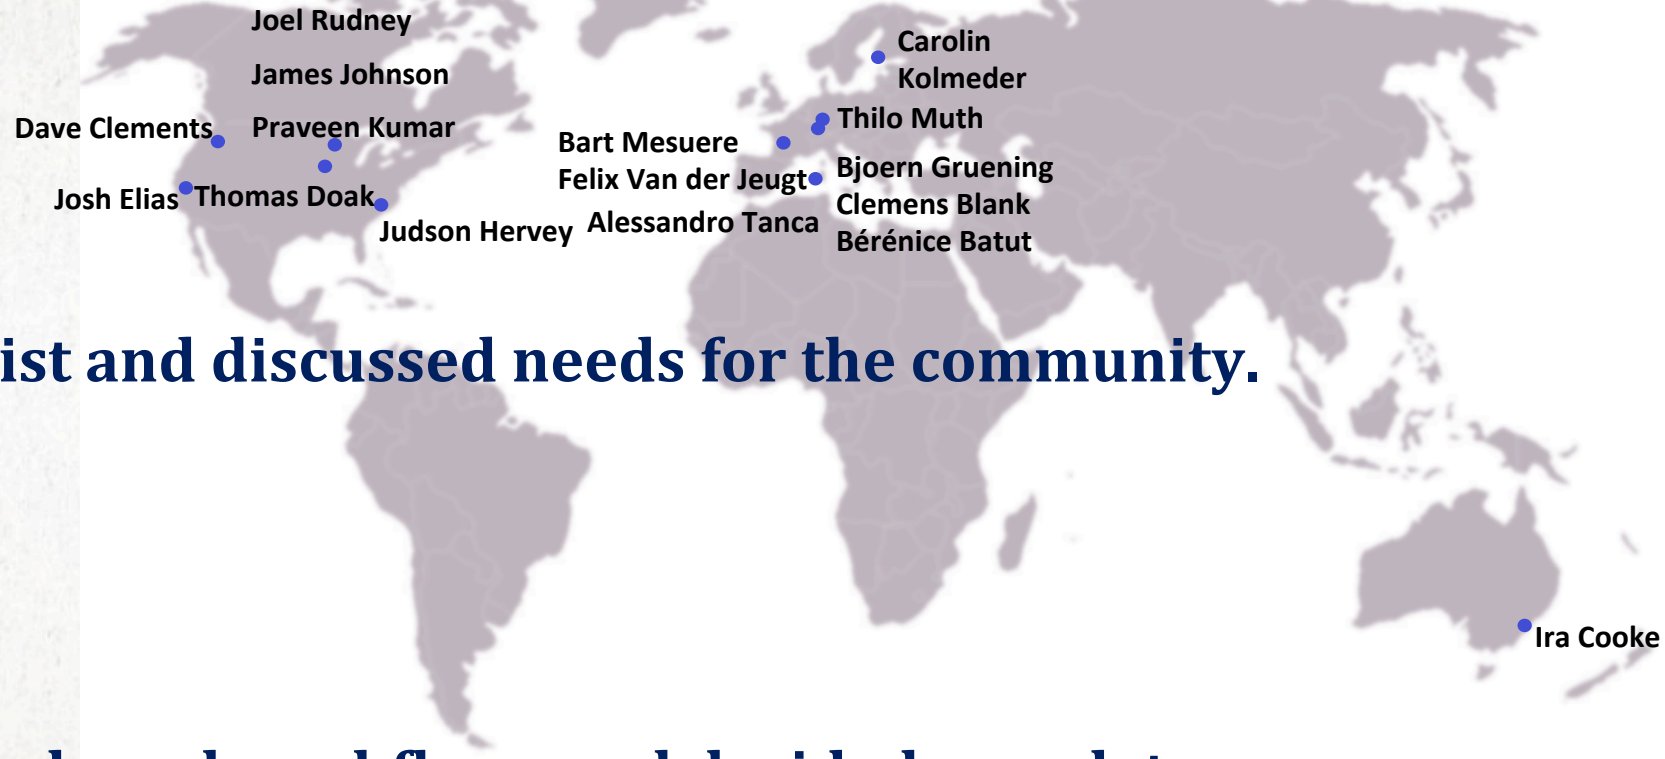 Joel Rudney
James Johnson
Dave Clements
Praveen Kumar
Josh Elias
Thomas Doak
Judson Hervey
Bart Mesuere
Felix Van der Jeugt
Alessandro Tanca
Carolin
Kolmeder
Thilo Muth
Bjoern Gruening
Clemens Blank
Bérénice Batut
ist and discussed needs for the community.
Ira Cooke